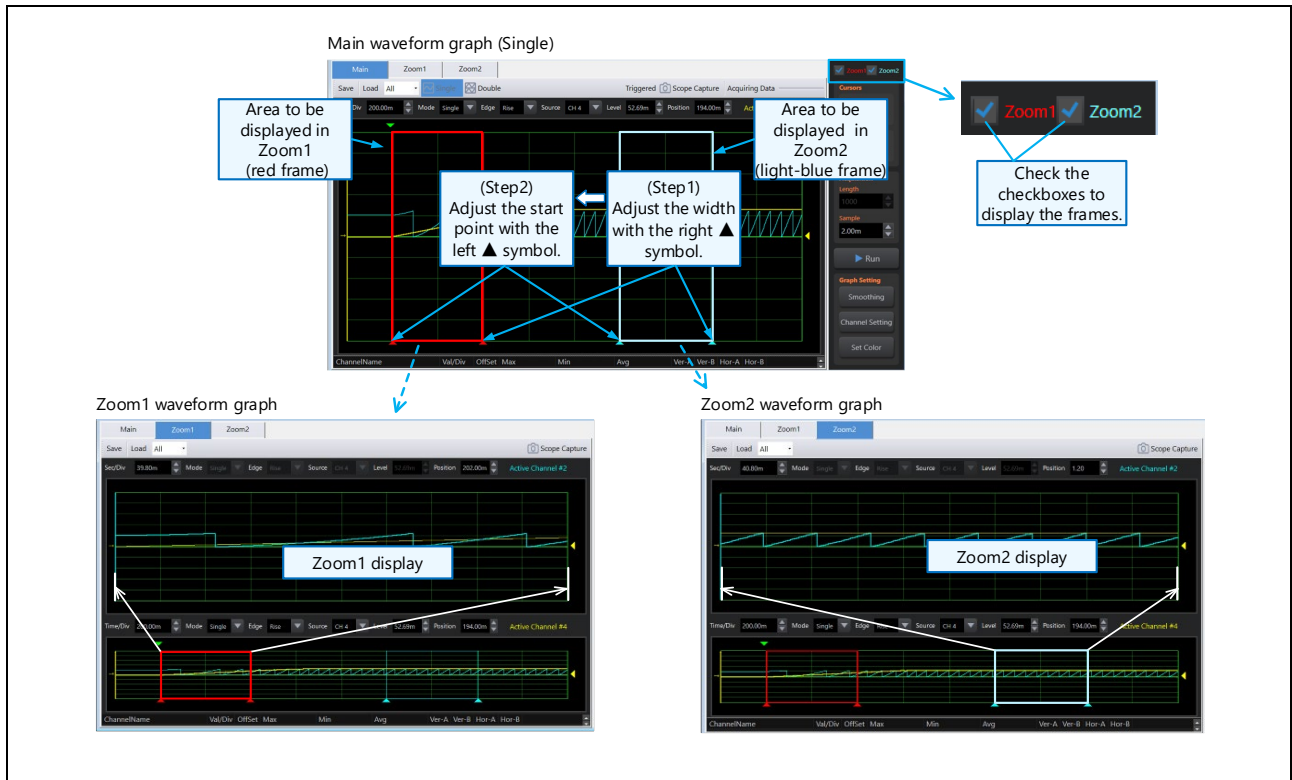 Main waveform graph (Single)
Main Zoom1 Zoom2
Zoom1 Zoom2
Save Load All Single Double Triggered Scope Capture Acquiring Data
Cursors
Div 200.00m Mode Single Edge Rise Source CH 4 Level 52.69m Position 194.00m
Area to be
displayed in
Zoom1
(red frame)
Area to be
displayed in
Zoom2
(light-blue frame)
Zoom1 Zoom2
Check the
checkboxes to
display the frames.
(Step2)
Adjust the start
point with the
left ▲ symbol.
(Step1)
Adjust the width
with the right ▲
symbol.
Length
1000
Sample
2.00m
Run
Graph Setting
Smoothing
Channel Setting
Set Color
ChannelName Val/Div OffSet Max Min Avg Ver-A Ver-B Hor-A Hor-B
Zoom1 waveform graph
Main Zoom1 Zoom2
Save Load All Scope Capture
Sec/Div 39.80m Mode Single Edge Rise Source CH 4 Level 52.69m Position 202.00m Active Channel #2
Zoom1 display
Time/Div 200.00m Mode Single Edge Rise Source CH 4 Level 52.69m Position 194.00m Active Channel #4
ChannelName Val/Div OffSet Max Min Avg Ver-A Ver-B Hor-A Hor-B
Zoom2 waveform graph
Main Zoom1 Zoom2
Save Load All Scope Capture
Sec/Div 40.80m Mode Single Edge Rise Source CH 4 Level 52.69m Position 1.20 Active Channel #2
Zoom2 display
Time/Div 200.00m Mode Single Edge Rise Source CH 4 Level 52.69m Position 194.00m Active Channel #4
ChannelName Val/Div OffSet Max Min Avg Ver-A Ver-B Hor-A Hor-B